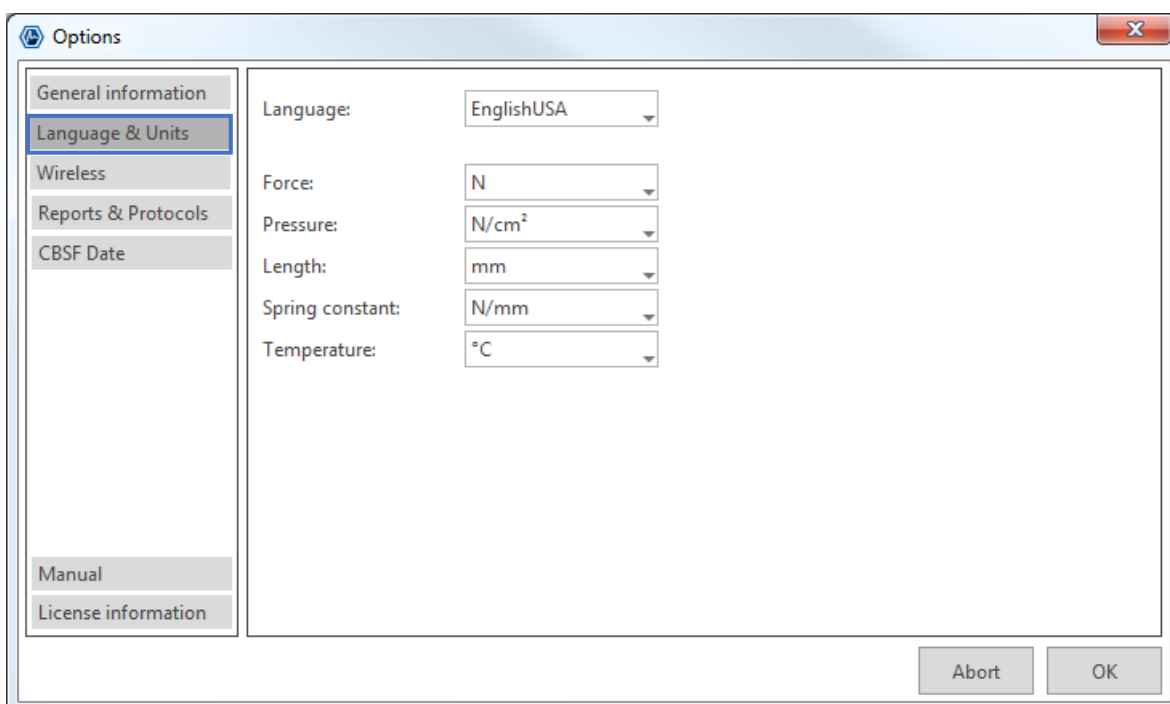 Options
General information
Language & Units
Wireless
Reports & Protocols
CBSF Date
Manual
License information
Language: EnglishUSA
Force: N
Pressure: N/cm²
Length: mm
Spring constant: N/mm
Temperature: °C
Abort OK